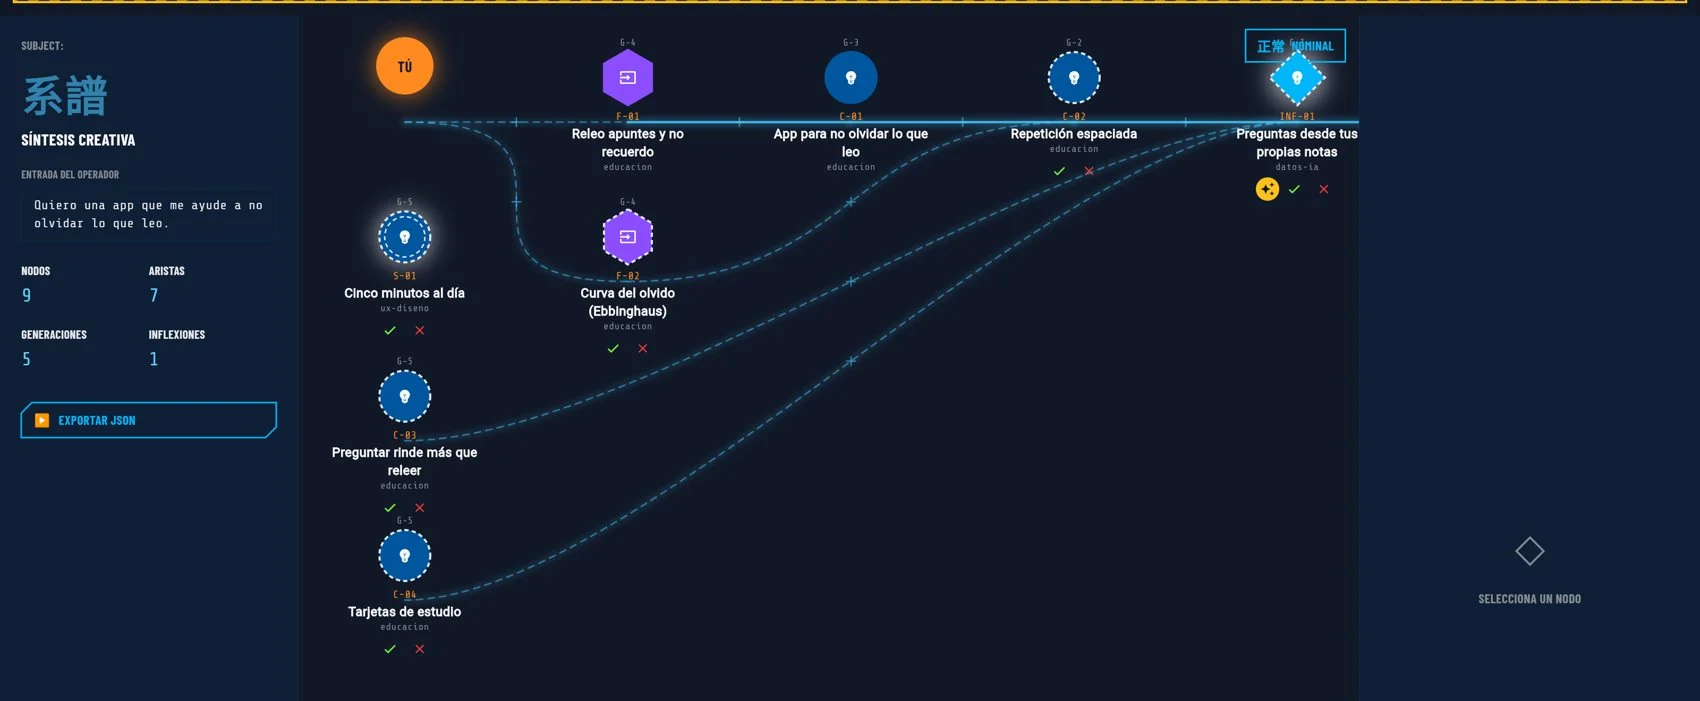 SUBJECT:
系譜
SÍNTESIS CREATIVA
ENTRADA DEL OPERADOR
Quiero una app que me ayude a no
olvidar lo que leo.
NODOS
9
ARISTAS
7
GENERACIONES
5
INFLEXIONES
1
EXPORTAR JSON
TÚ
G-4
F-01
Releo apuntes y no
recuerdo
educacion
G-3
C-01
App para no olvidar lo que
leo
educacion
G-2
C-02
Repetición espaciada
educacion
正常 NOMINAL
INF-01
Preguntas desde tus
propias notas
datos-ia
G-5
S-01
Cinco minutos al día
ux-diseno
G-4
F-02
Curva del olvido
(Ebbinghaus)
educacion
G-5
C-03
Preguntar rinde más que
releer
educacion
G-5
C-04
Tarjetas de estudio
educacion
SELECCIONA UN NODO